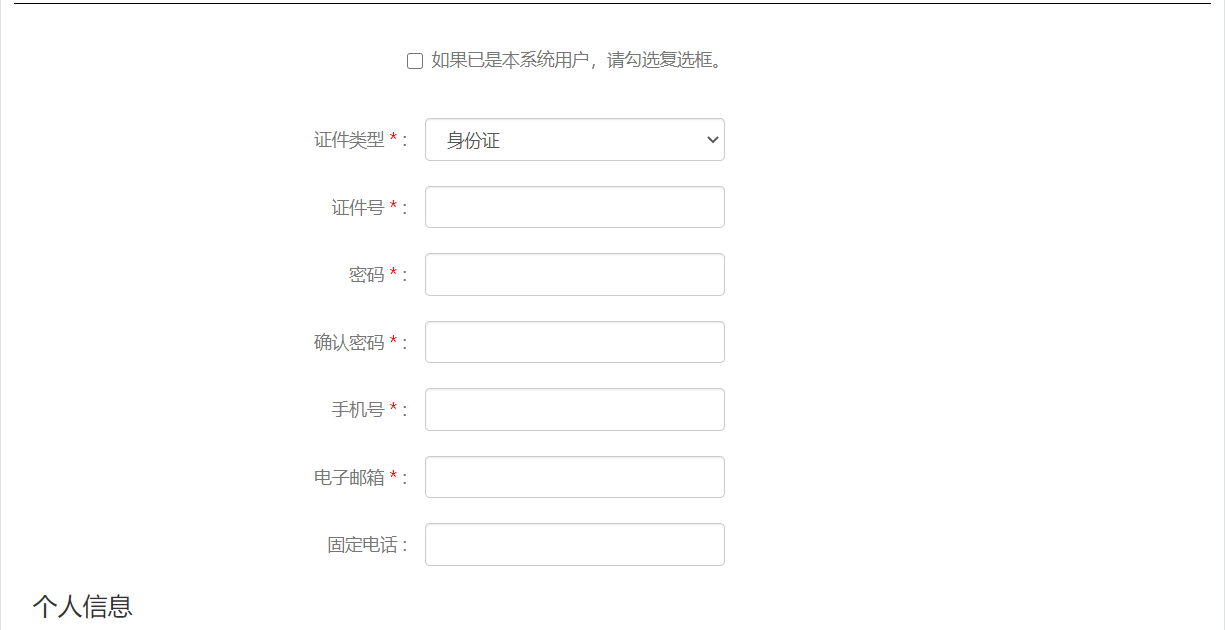 如果已是本系统用户，请勾选复选框。
证件类型 * : 身份证
证件号 * :
密码 * :
确认密码 * :
手机号 * :
电子邮箱 * :
固定电话 :
个人信息